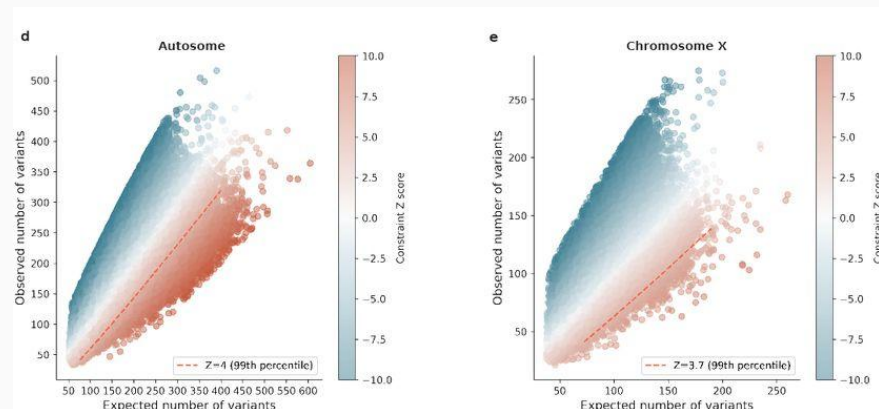 d
Autosome
500
450
400
350
300
250
200
150
100
50
Observed number of variants
50 100 150 200 250 300 350 400 450 500 550 600
Expected number of variants
Z=4 (99th percentile)
10.0
7.5
5.0
2.5
0.0
−2.5
−5.0
−7.5
−10.0
Constraint Z score
e
Chromosome X
250
200
150
100
50
Observed number of variants
50 100 150 200 250
Expected number of variants
Z=3.7 (99th percentile)
10.0
7.5
5.0
2.5
0.0
−2.5
−5.0
−7.5
−10.0
Constraint Z score